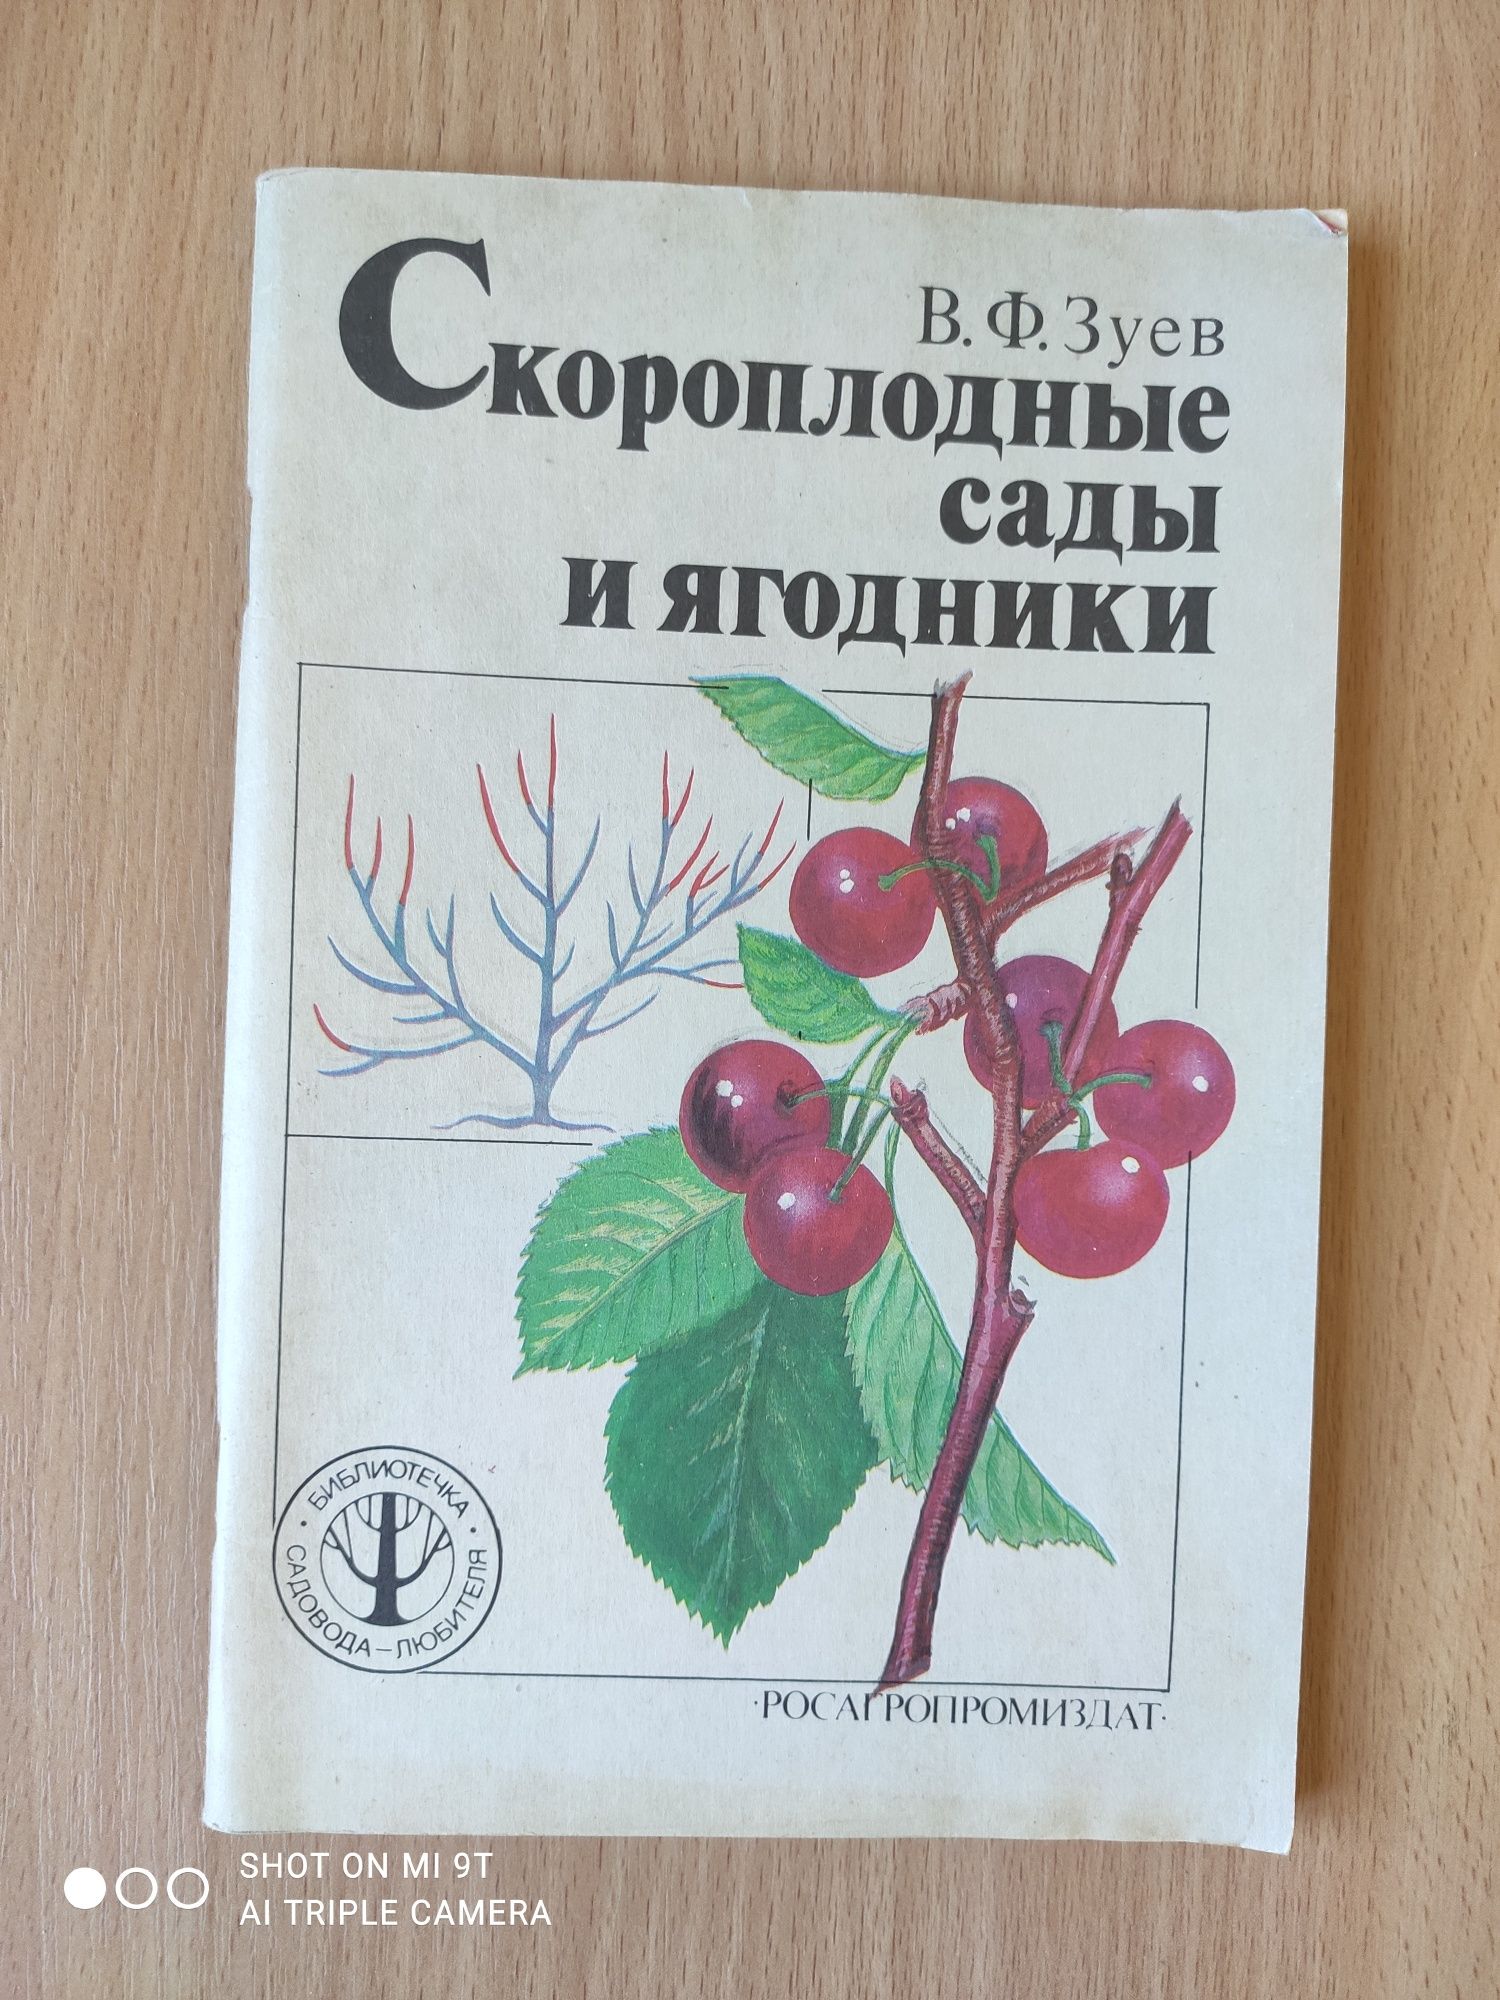 В. Ф. Зуев
Скороплодные
сады
и ягодники
БИБЛИОТЕЧКА
САДОВОДА – ЛЮБИТЕЛЯ
·РОСАГРОПРОМИЗДАТ·
SHOT ON MI 9T
AI TRIPLE CAMERA